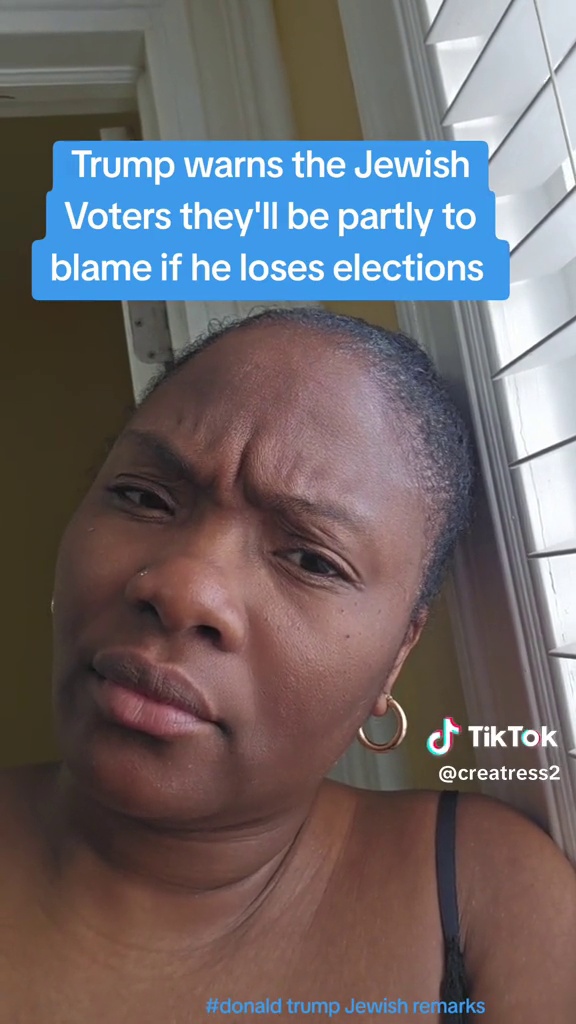 Trump warns the Jewish
Voters they'll be partly to
blame if he loses elections
TikTok
@creatress2
#donald trump Jewish remarks